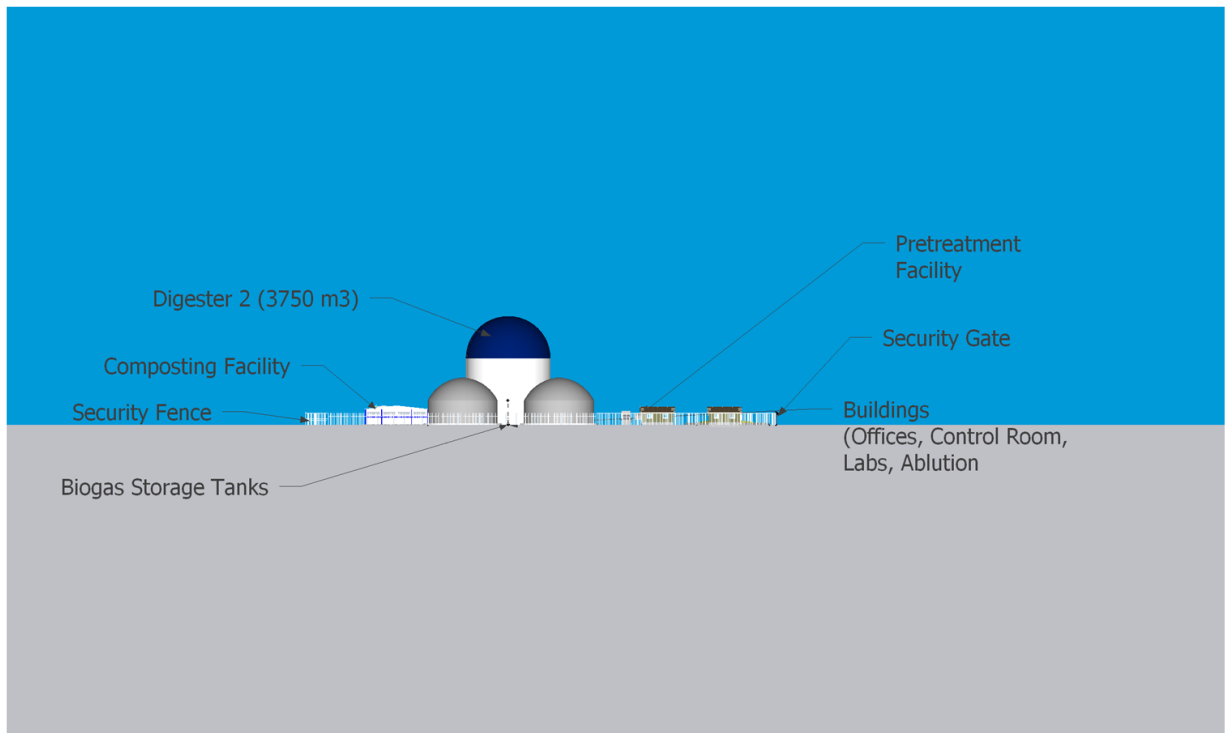 Pretreatment
Facility
Digester 2 (3750 m3)
Security Gate
Composting Facility
Security Fence
Buildings
(Offices, Control Room,
Labs, Ablution
Biogas Storage Tanks